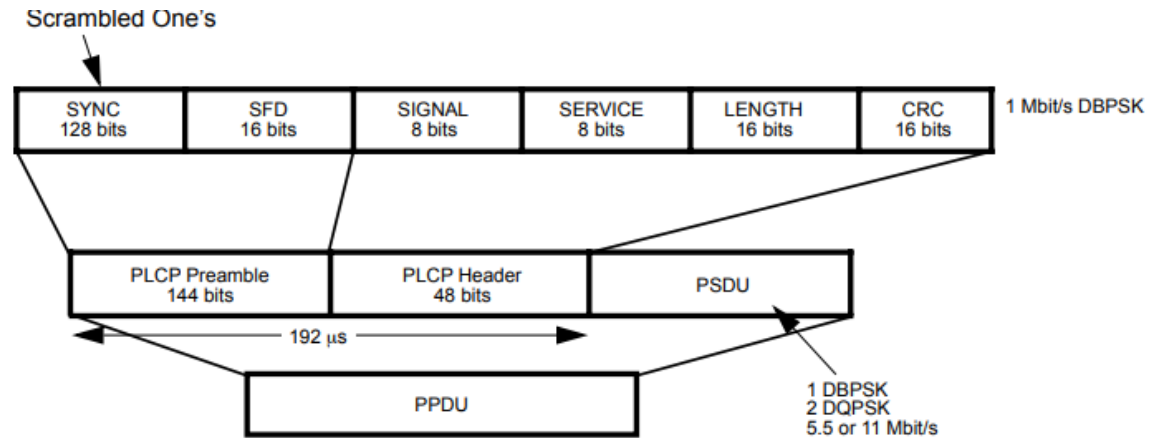 Scrambled One's
SYNC
128 bits
SFD
16 bits
SIGNAL
8 bits
SERVICE
8 bits
LENGTH
16 bits
CRC
16 bits
1 Mbit/s DBPSK
PLCP Preamble
144 bits
PLCP Header
48 bits
PSDU
192 μs
1 DBPSK
2 DQPSK
5.5 or 11 Mbit/s
PPDU